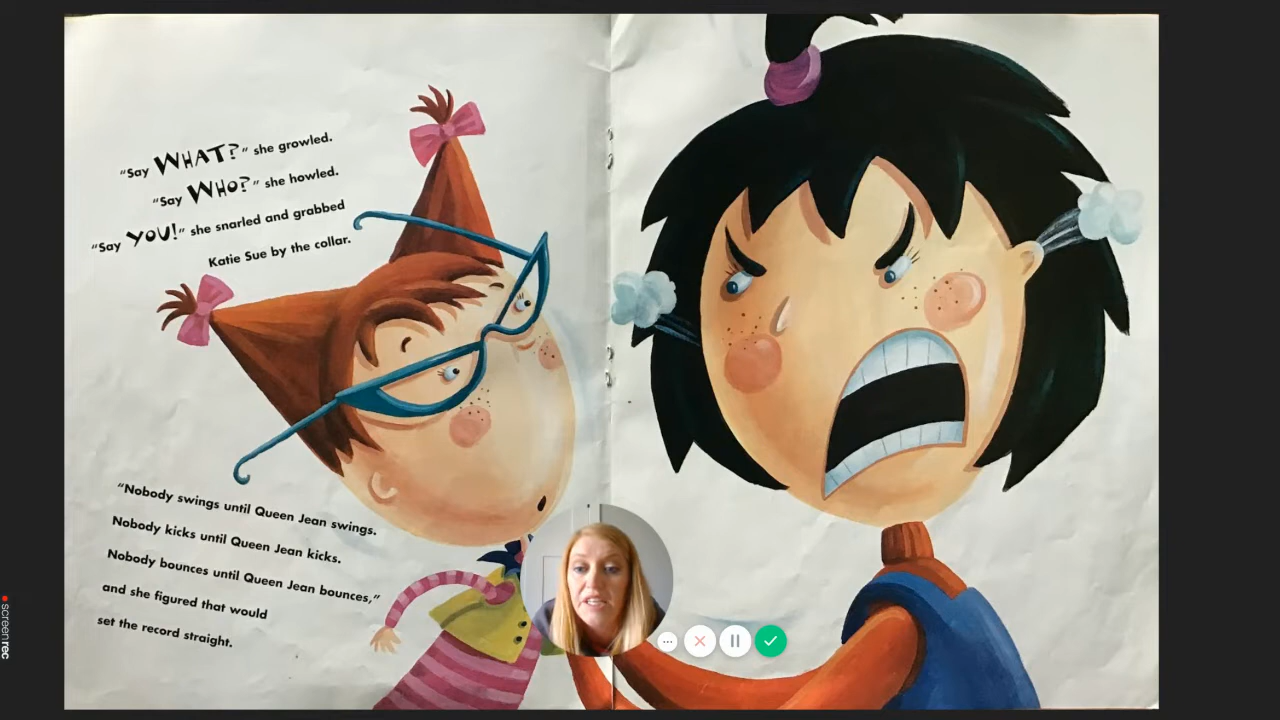 “Say WHAT?” she growled.
“Say WHO?” she howled.
“Say YOU!” she snarled and grabbed
Katie Sue by the collar.
“Nobody swings until Queen Jean swings.
Nobody kicks until Queen Jean kicks.
Nobody bounces until Queen Jean bounces,”
and she figured that would
set the record straight.
screenrec